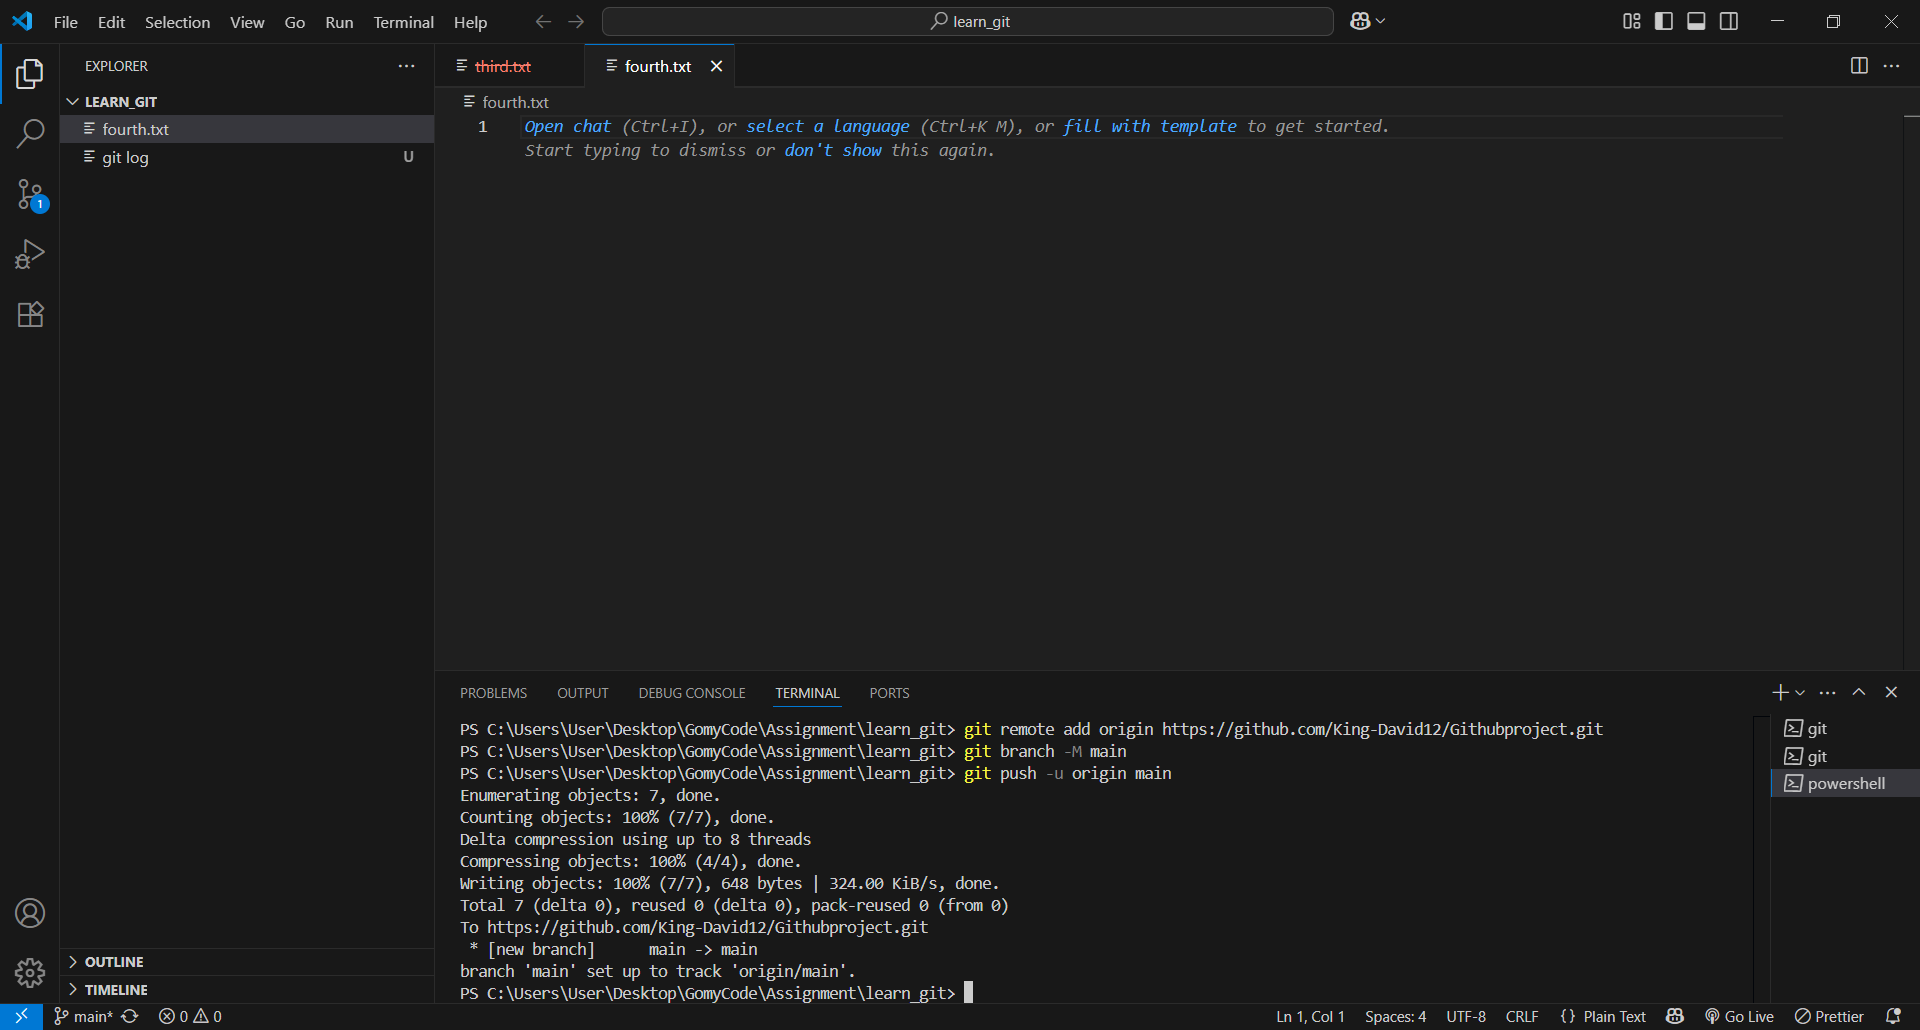 File Edit Selection View Go Run Terminal Help
learn_git
EXPLORER
LEARN_GIT
fourth.txt
git log U
1
third.txt
fourth.txt
fourth.txt
1 Open chat (Ctrl+I), or select a language (Ctrl+K M), or fill with template to get started.
Start typing to dismiss or don't show this again.
PROBLEMS OUTPUT DEBUG CONSOLE TERMINAL PORTS
PS C:\Users\User\Desktop\GomyCode\Assignment\learn_git> git remote add origin https://github.com/King-David12/Githubproject.git
PS C:\Users\User\Desktop\GomyCode\Assignment\learn_git> git branch -M main
PS C:\Users\User\Desktop\GomyCode\Assignment\learn_git> git push -u origin main
Enumerating objects: 7, done.
Counting objects: 100% (7/7), done.
Delta compression using up to 8 threads
Compressing objects: 100% (4/4), done.
Writing objects: 100% (7/7), 648 bytes | 324.00 KiB/s, done.
Total 7 (delta 0), reused 0 (delta 0), pack-reused 0 (from 0)
To https://github.com/King-David12/Githubproject.git
* [new branch] main -> main
branch 'main' set up to track 'origin/main'.
PS C:\Users\User\Desktop\GomyCode\Assignment\learn_git>
git
git
powershell
OUTLINE
TIMELINE
main* 0 0
Ln 1, Col 1 Spaces: 4 UTF-8 CRLF {} Plain Text Go Live Prettier